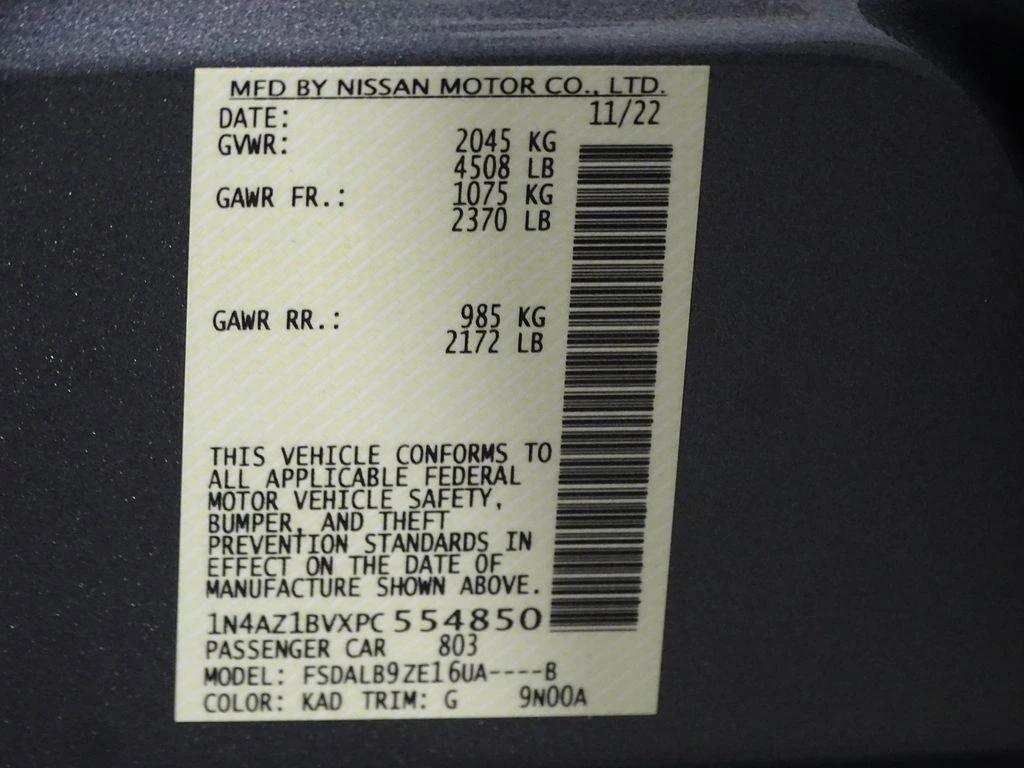 MFD BY NISSAN MOTOR CO., LTD.
DATE: 11/22
GVWR: 2045 KG
4508 LB
GAWR FR.: 1075 KG
2370 LB
GAWR RR.: 985 KG
2172 LB
THIS VEHICLE CONFORMS TO
ALL APPLICABLE FEDERAL
MOTOR VEHICLE SAFETY,
BUMPER, AND THEFT
PREVENTION STANDARDS IN
EFFECT ON THE DATE OF
MANUFACTURE SHOWN ABOVE.
1N4AZ1BVXPC554850
PASSENGER CAR 803
MODEL: FSDALB9ZE16UA----B
COLOR: KAD TRIM: G 9N00A